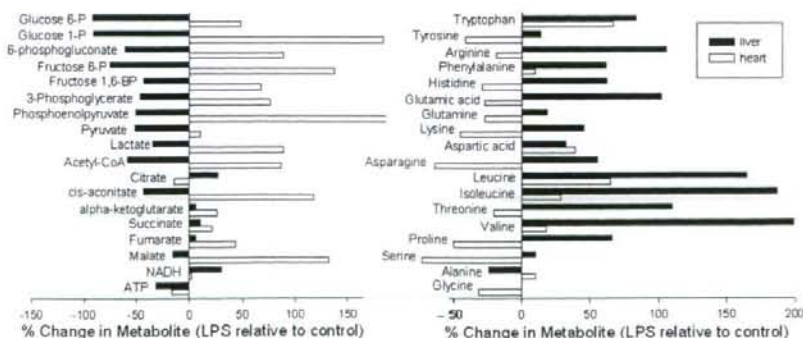 Glucose 6-P
Glucose 1-P
6-phosphogluconate
Fructose 6-P
Fructose 1,6-BP
3-Phosphoglycerate
Phosphoenolpyruvate
Pyruvate
Lactate
Acetyl-CoA
Citrate
cis-aconitate
alpha-ketoglutarate
Succinate
Fumarate
Malate
NADH
ATP
-150 -100 -50 0 50 100 150
% Change in Metabolite (LPS relative to control)
Tryptophan
Tyrosine
Arginine
Phenylalanine
Histidine
Glutamic acid
Glutamine
Lysine
Aspartic acid
Asparagine
Leucine
Isoleucine
Threonine
Valine
Proline
Serine
Alanine
Glycine
-50 0 50 100 150 200
% Change in Metabolite (LPS relative to control)
liver
heart